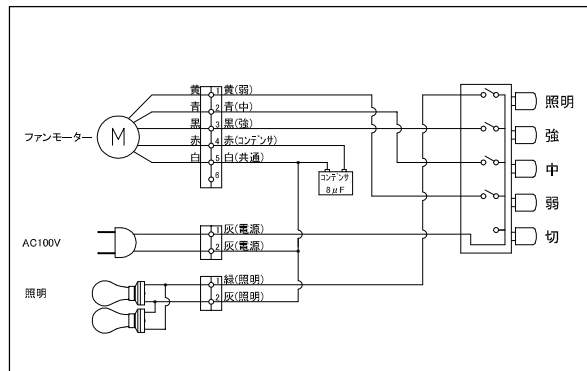 ファンモーター
M
黄 1 黄(弱)
青 2 青(中)
黒 3 黒(強)
赤 4 赤(コンデンサ)
白 5 白(共通)
6
コンデンサ
8μF
照明
強
中
弱
切
AC100V
1 灰(電源)
2 灰(電源)
照明
1 緑(照明)
2 灰(照明)